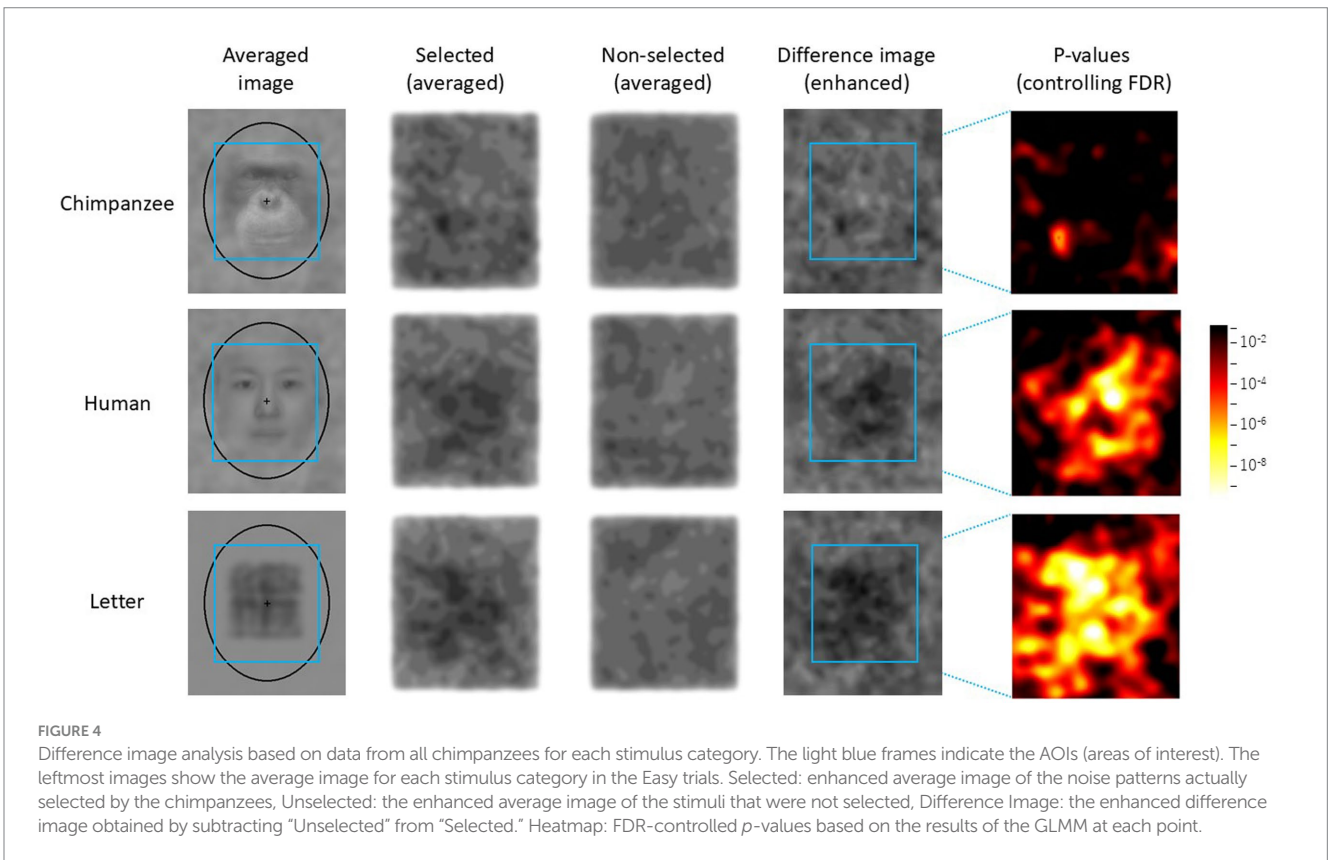 Averaged
image
Selected
(averaged)
Non-selected
(averaged)
Difference image
(enhanced)
P-values
(controlling FDR)
Chimpanzee
Human
Letter
10-2
10-4
10-6
10-8
FIGURE 4
Difference image analysis based on data from all chimpanzees for each stimulus category. The light blue frames indicate the AOIs (areas of interest). The
leftmost images show the average image for each stimulus category in the Easy trials. Selected: enhanced average image of the noise patterns actually
selected by the chimpanzees, Unselected: the enhanced average image of the stimuli that were not selected, Difference Image: the enhanced difference
image obtained by subtracting “Unselected” from “Selected.” Heatmap: FDR-controlled p-values based on the results of the GLMM at each point.